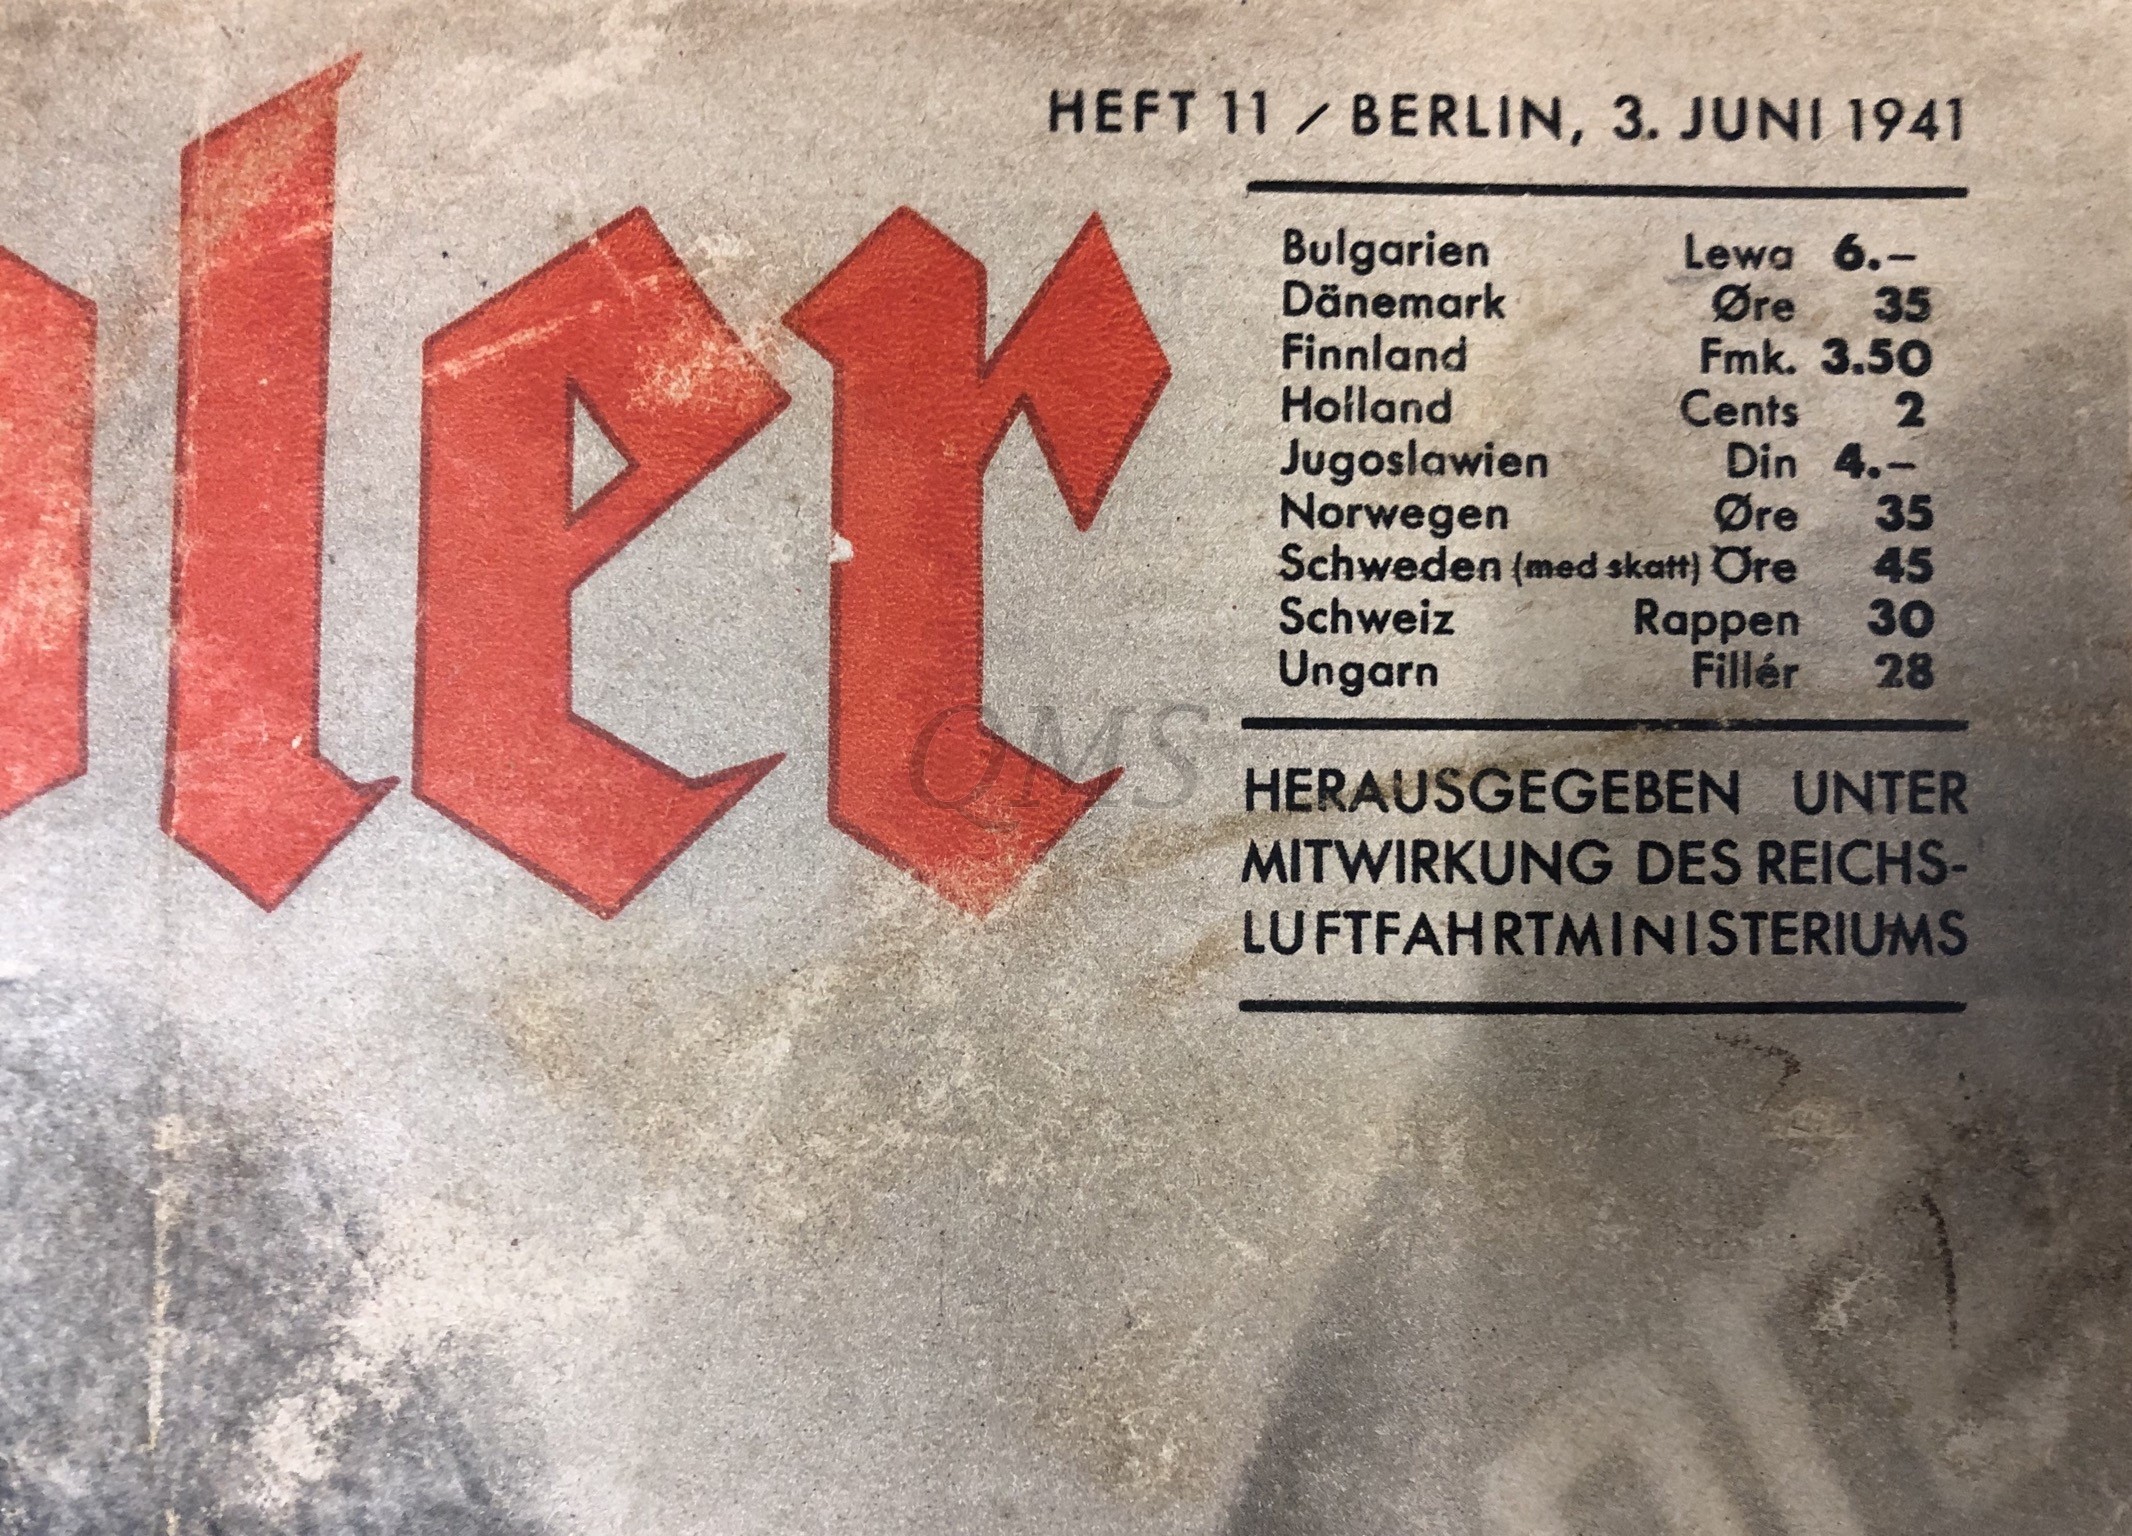 HEFT 11 / BERLIN, 3. JUNI 1941
ler
Bulgarien Lewa 6.–
Dänemark Øre 35
Finnland Fmk. 3.50
Holland Cents 2
Jugoslawien Din 4.–
Norwegen Øre 35
Schweden (med skatt) Öre 45
Schweiz Rappen 30
Ungarn Fillér 28
QMS
HERAUSGEGEBEN UNTER
MITWIRKUNG DES REICHS-
LUFTFAHRTMINISTERIUMS